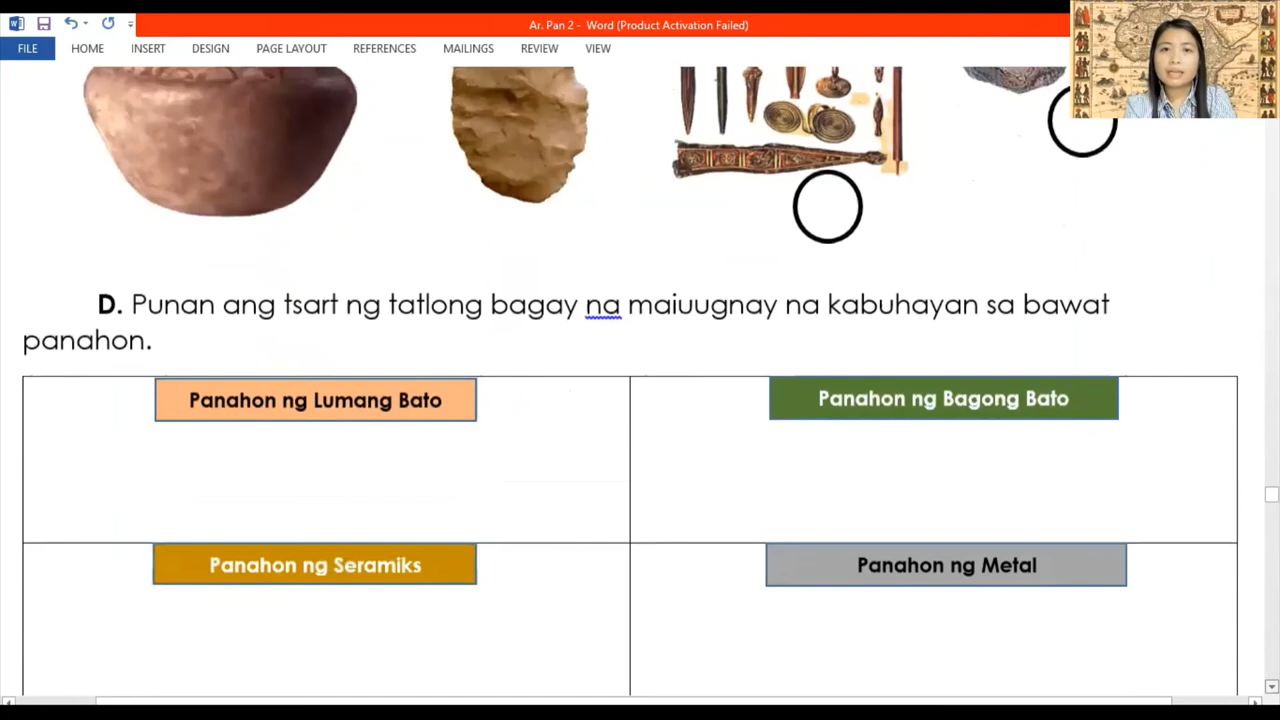 Ar. Pan 2 - Word (Product Activation Failed)
FILE HOME INSERT DESIGN PAGE LAYOUT REFERENCES MAILINGS REVIEW VIEW
D. Punan ang tsart ng tatlong bagay na maiuugnay na kabuhayan sa bawat
panahon.
Panahon ng Lumang Bato
Panahon ng Bagong Bato
Panahon ng Seramiks
Panahon ng Metal